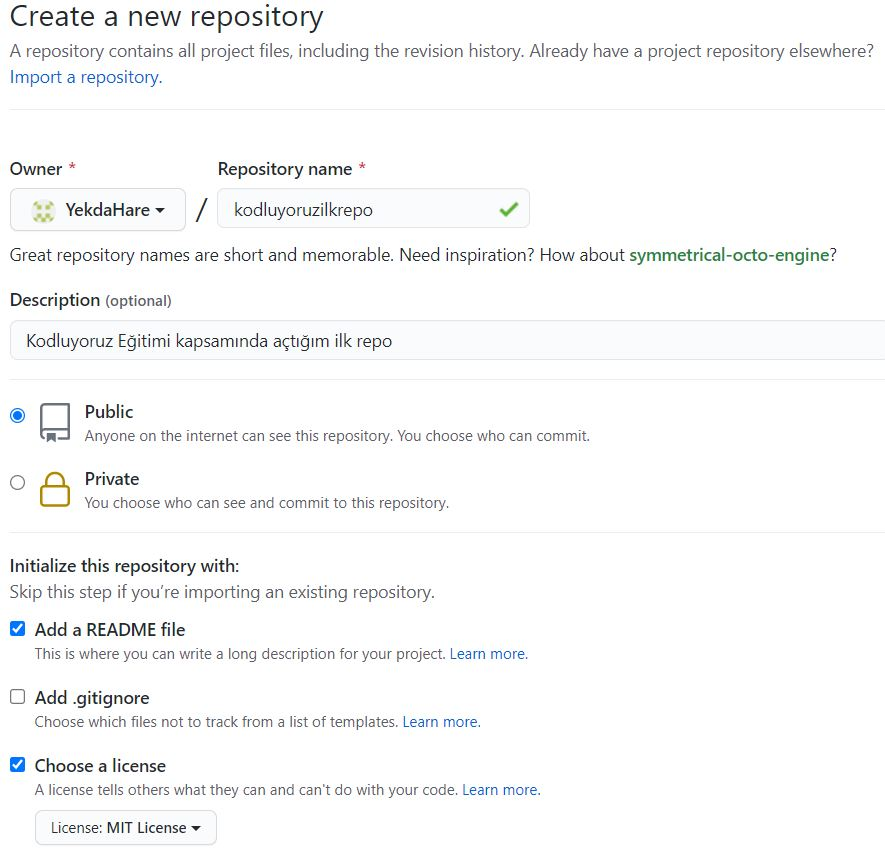 Create a new repository
A repository contains all project files, including the revision history. Already have a project repository elsewhere?
Import a repository.
Owner * Repository name *
YekdaHare / kodluyoruzilkrepo
Great repository names are short and memorable. Need inspiration? How about symmetrical-octo-engine?
Description (optional)
Kodluyoruz Eğitimi kapsamında açtığım ilk repo
Public
Anyone on the internet can see this repository. You choose who can commit.
Private
You choose who can see and commit to this repository.
Initialize this repository with:
Skip this step if you’re importing an existing repository.
Add a README file
This is where you can write a long description for your project. Learn more.
Add .gitignore
Choose which files not to track from a list of templates. Learn more.
Choose a license
A license tells others what they can and can't do with your code. Learn more.
License: MIT License